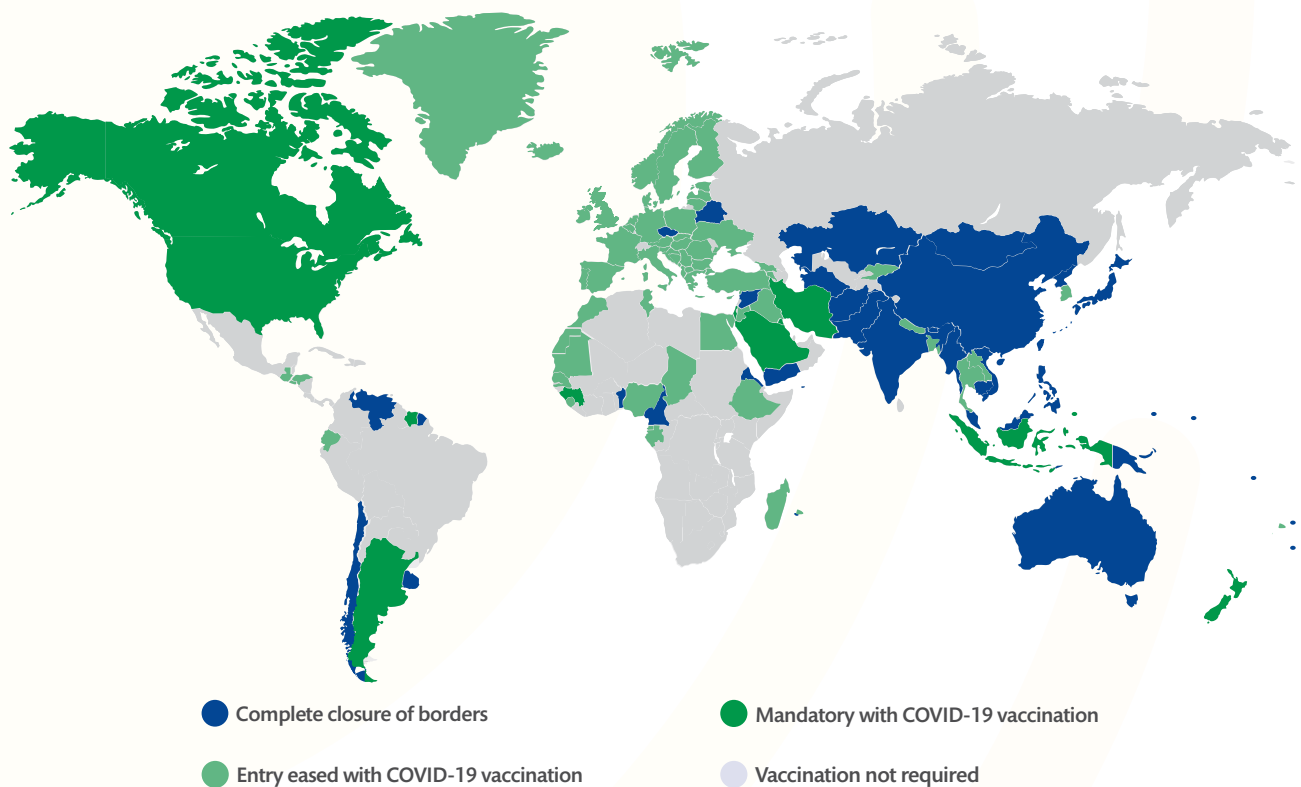 Complete closure of borders
Mandatory with COVID-19 vaccination
Entry eased with COVID-19 vaccination
Vaccination not required